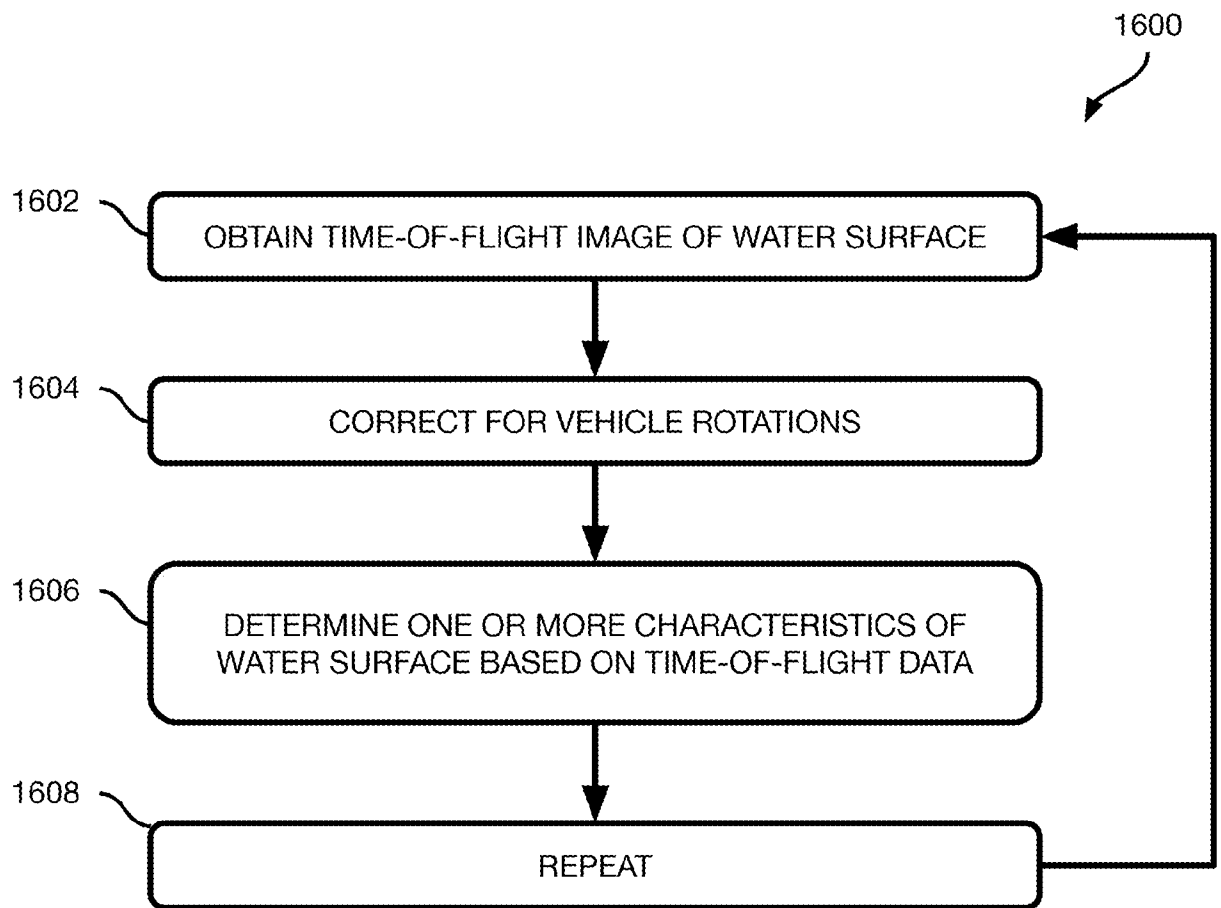 1600
1602
OBTAIN TIME-OF-FLIGHT IMAGE OF WATER SURFACE
1604
CORRECT FOR VEHICLE ROTATIONS
1606
DETERMINE ONE OR MORE CHARACTERISTICS OF
WATER SURFACE BASED ON TIME-OF-FLIGHT DATA
1608
REPEAT